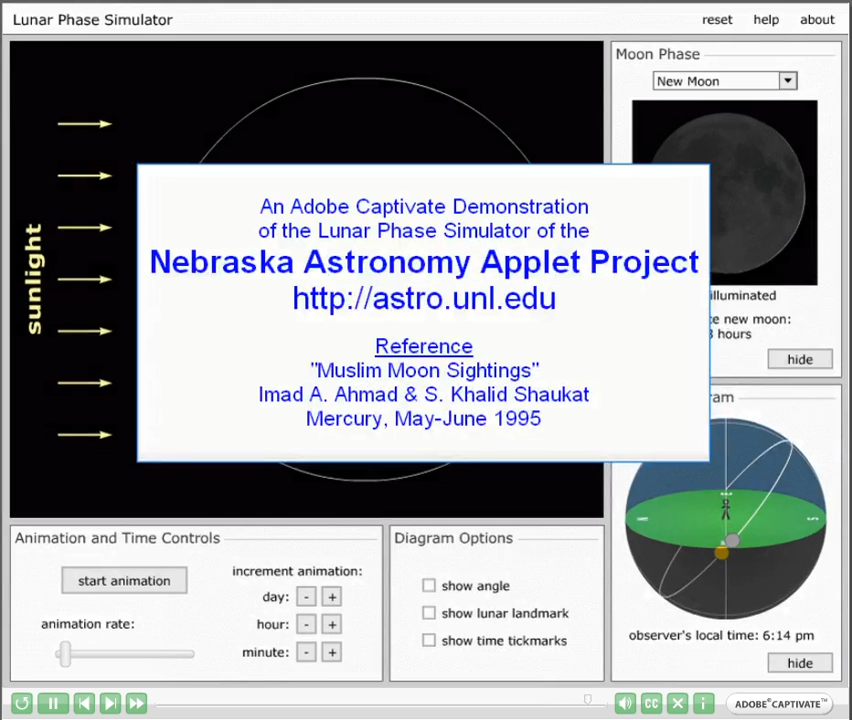 Lunar Phase Simulator
reset help about
sunlight
An Adobe Captivate Demonstration
of the Lunar Phase Simulator of the
Nebraska Astronomy Applet Project
http://astro.unl.edu
Reference
"Muslim Moon Sightings"
Imad A. Ahmad & S. Khalid Shaukat
Mercury, May-June 1995
Moon Phase
New Moon
illuminated
new moon:
hours
hide
Animation and Time Controls
start animation
animation rate:
increment animation:
day: - +
hour: - +
minute: - +
Diagram Options
show angle
show lunar landmark
show time tickmarks
observer's local time: 6:14 pm
hide
CC
ADOBE® CAPTIVATE™